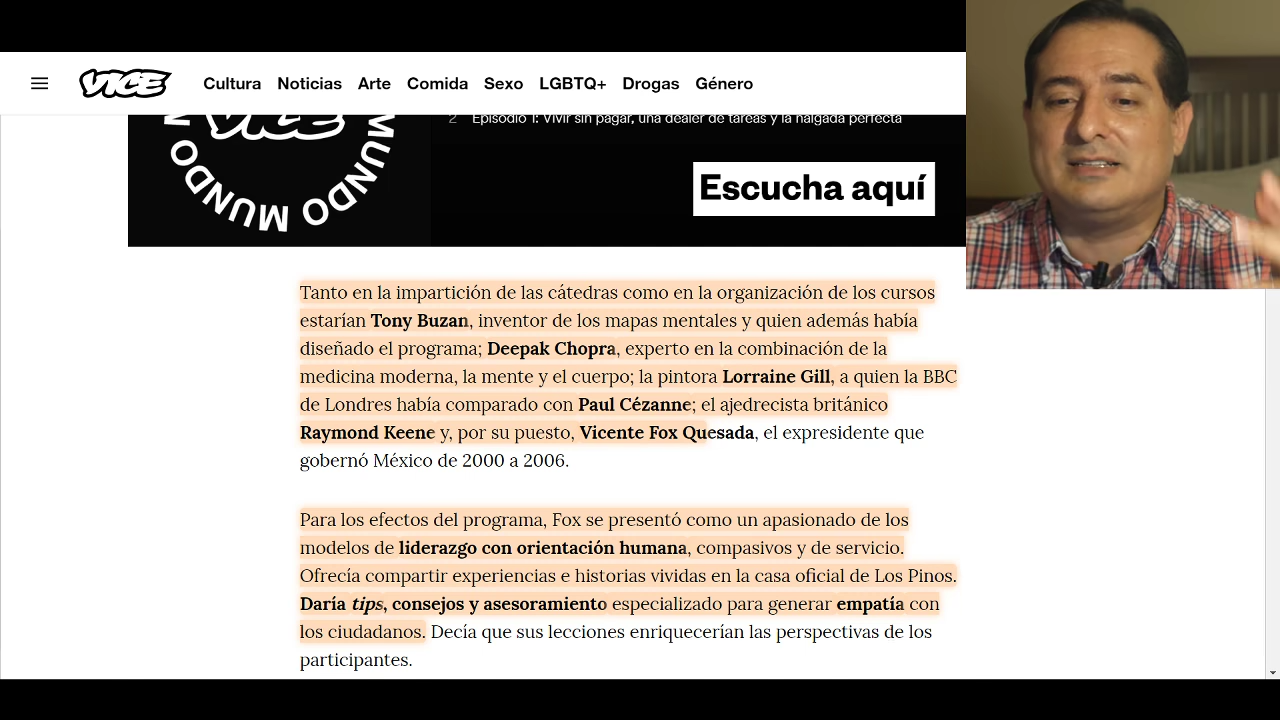 VICE
Cultura Noticias Arte Comida Sexo LGBTQ+ Drogas Género
VICE
MUNDO MUNDO
2 Episodio 1: Vivir sin pagar, una dealer de tareas y la nalgada perfecta
Escucha aquí
Tanto en la impartición de las cátedras como en la organización de los cursos
estarían Tony Buzan, inventor de los mapas mentales y quien además había
diseñado el programa; Deepak Chopra, experto en la combinación de la
medicina moderna, la mente y el cuerpo; la pintora Lorraine Gill, a quien la BBC
de Londres había comparado con Paul Cézanne; el ajedrecista británico
Raymond Keene y, por su puesto, Vicente Fox Quesada, el expresidente que
gobernó México de 2000 a 2006.
Para los efectos del programa, Fox se presentó como un apasionado de los
modelos de liderazgo con orientación humana, compasivos y de servicio.
Ofrecía compartir experiencias e historias vividas en la casa oficial de Los Pinos.
Daría tips, consejos y asesoramiento especializado para generar empatía con
los ciudadanos. Decía que sus lecciones enriquecerían las perspectivas de los
participantes.